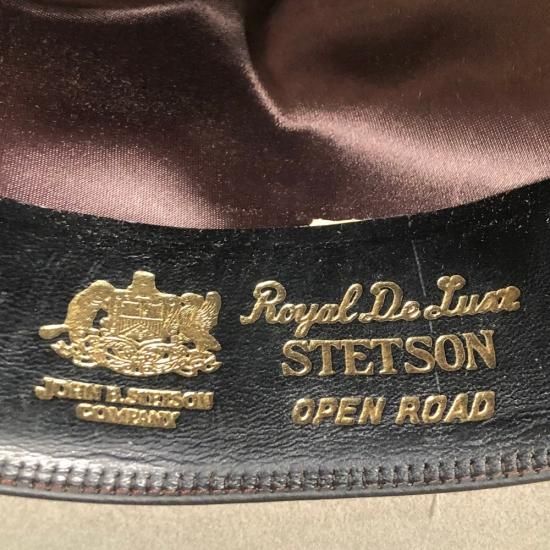 JOHN B. STETSON
COMPANY
Royal De Luxe
STETSON
OPEN ROAD